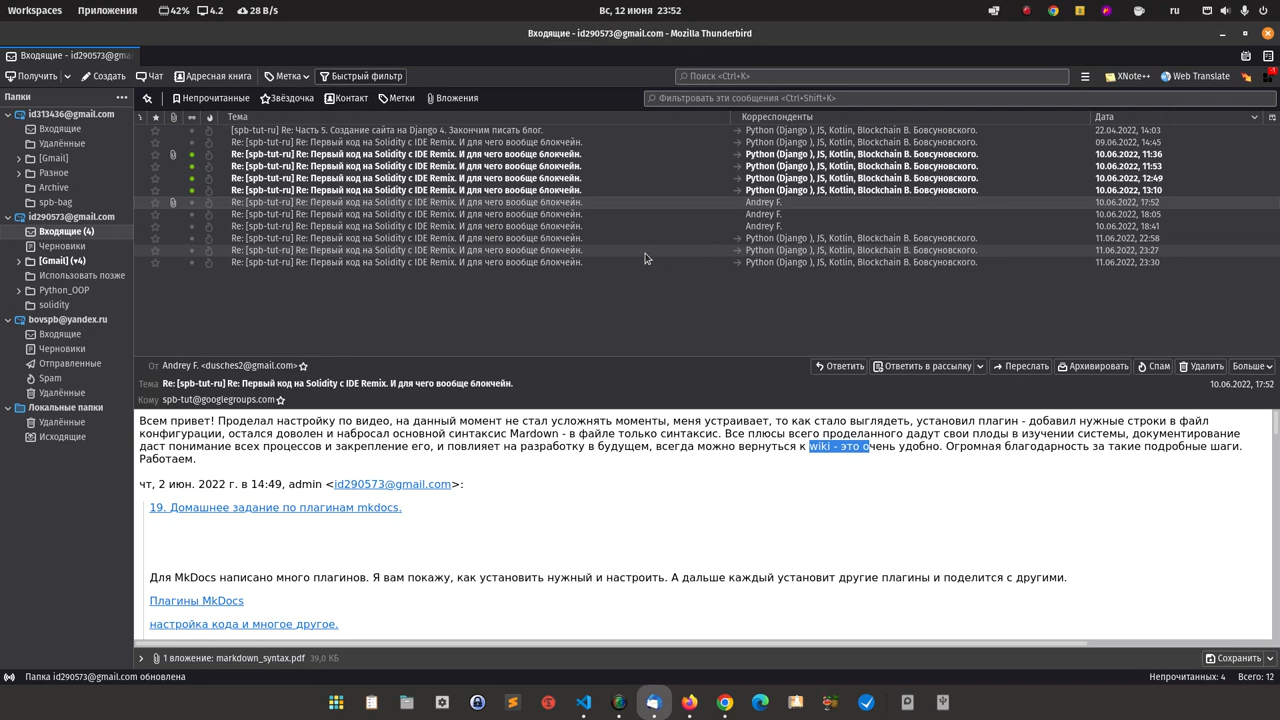 Workspaces Приложения 42% 4.2 28 B/s Вс, 12 июня 23:52 ru
Входящие - id290573@gmail.com - Mozilla Thunderbird
Входящие - id290573@gma
Получить Создать Чат Адресная книга Метка Быстрый фильтр Поиск <Ctrl+K> XNote++ Web Translate
Папки
Непрочитанные Звёздочка Контакт Метки Вложения Фильтровать эти сообщения <Ctrl+Shift+K>
id313436@gmail.com
Входящие
Удалённые
[Gmail]
Разное
Archive
spb-bag
id290573@gmail.com
Входящие (4)
Черновики
[Gmail] (▾4)
Использовать позже
Python_OOP
solidity
bovspb@yandex.ru
Входящие
Черновики
Отправленные
Spam
Удалённые
Локальные папки
Удалённые
Исходящие
Тема Корреспонденты Дата
[spb-tut-ru] Re: Часть 5. Создание сайта на Django 4. Закончим писать блог. Python (Django ), JS, Kotlin, Blockchain В. Бовсуновского. 22.04.2022, 14:03
Re: [spb-tut-ru] Re: Первый код на Solidity с IDE Remix. И для чего вообще блокчейн. Python (Django ), JS, Kotlin, Blockchain В. Бовсуновского. 09.06.2022, 14:45
Re: [spb-tut-ru] Re: Первый код на Solidity с IDE Remix. И для чего вообще блокчейн. Python (Django ), JS, Kotlin, Blockchain В. Бовсуновского. 10.06.2022, 11:36
Re: [spb-tut-ru] Re: Первый код на Solidity с IDE Remix. И для чего вообще блокчейн. Python (Django ), JS, Kotlin, Blockchain В. Бовсуновского. 10.06.2022, 11:53
Re: [spb-tut-ru] Re: Первый код на Solidity с IDE Remix. И для чего вообще блокчейн. Python (Django ), JS, Kotlin, Blockchain В. Бовсуновского. 10.06.2022, 12:49
Re: [spb-tut-ru] Re: Первый код на Solidity с IDE Remix. И для чего вообще блокчейн. Python (Django ), JS, Kotlin, Blockchain В. Бовсуновского. 10.06.2022, 13:10
Re: [spb-tut-ru] Re: Первый код на Solidity с IDE Remix. И для чего вообще блокчейн. Andrey F. 10.06.2022, 17:52
Re: [spb-tut-ru] Re: Первый код на Solidity с IDE Remix. И для чего вообще блокчейн. Andrey F. 10.06.2022, 18:05
Re: [spb-tut-ru] Re: Первый код на Solidity с IDE Remix. И для чего вообще блокчейн. Andrey F. 10.06.2022, 18:41
Re: [spb-tut-ru] Re: Первый код на Solidity с IDE Remix. И для чего вообще блокчейн. Python (Django ), JS, Kotlin, Blockchain В. Бовсуновского. 11.06.2022, 22:58
Re: [spb-tut-ru] Re: Первый код на Solidity с IDE Remix. И для чего вообще блокчейн. Python (Django ), JS, Kotlin, Blockchain В. Бовсуновского. 11.06.2022, 23:27
Re: [spb-tut-ru] Re: Первый код на Solidity с IDE Remix. И для чего вообще блокчейн. Python (Django ), JS, Kotlin, Blockchain В. Бовсуновского. 11.06.2022, 23:30
От Andrey F. <dusches2@gmail.com> Ответить Ответить в рассылку Переслать Архивировать Спам Удалить Больше
Тема Re: [spb-tut-ru] Re: Первый код на Solidity с IDE Remix. И для чего вообще блокчейн. 10.06.2022, 17:52
Кому spb-tut@googlegroups.com
Всем привет! Проделал настройку по видео, на данный момент не стал усложнять моменты, меня устраивает, то как стало выглядеть, установил плагин - добавил нужные строки в файл
конфигурации, остался доволен и набросал основной синтаксис Mardown - в файле только синтаксис. Все плюсы всего проделанного дадут свои плоды в изучении системы, документирование
даст понимание всех процессов и закрепление его, и повлияет на разработку в будущем, всегда можно вернуться к wiki - это очень удобно. Огромная благодарность за такие подробные шаги.
Работаем.
чт, 2 июн. 2022 г. в 14:49, admin <id290573@gmail.com>:
19. Домашнее задание по плагинам mkdocs.
Для MkDocs написано много плагинов. Я вам покажу, как установить нужный и настроить. А дальше каждый установит другие плагины и поделится с другими.
Плагины MkDocs
настройка кода и многое другое.
1 вложение: markdown_syntax.pdf 39,0 КБ Сохранить
Папка id290573@gmail.com обновлена Непрочитанных: 4 Всего: 12